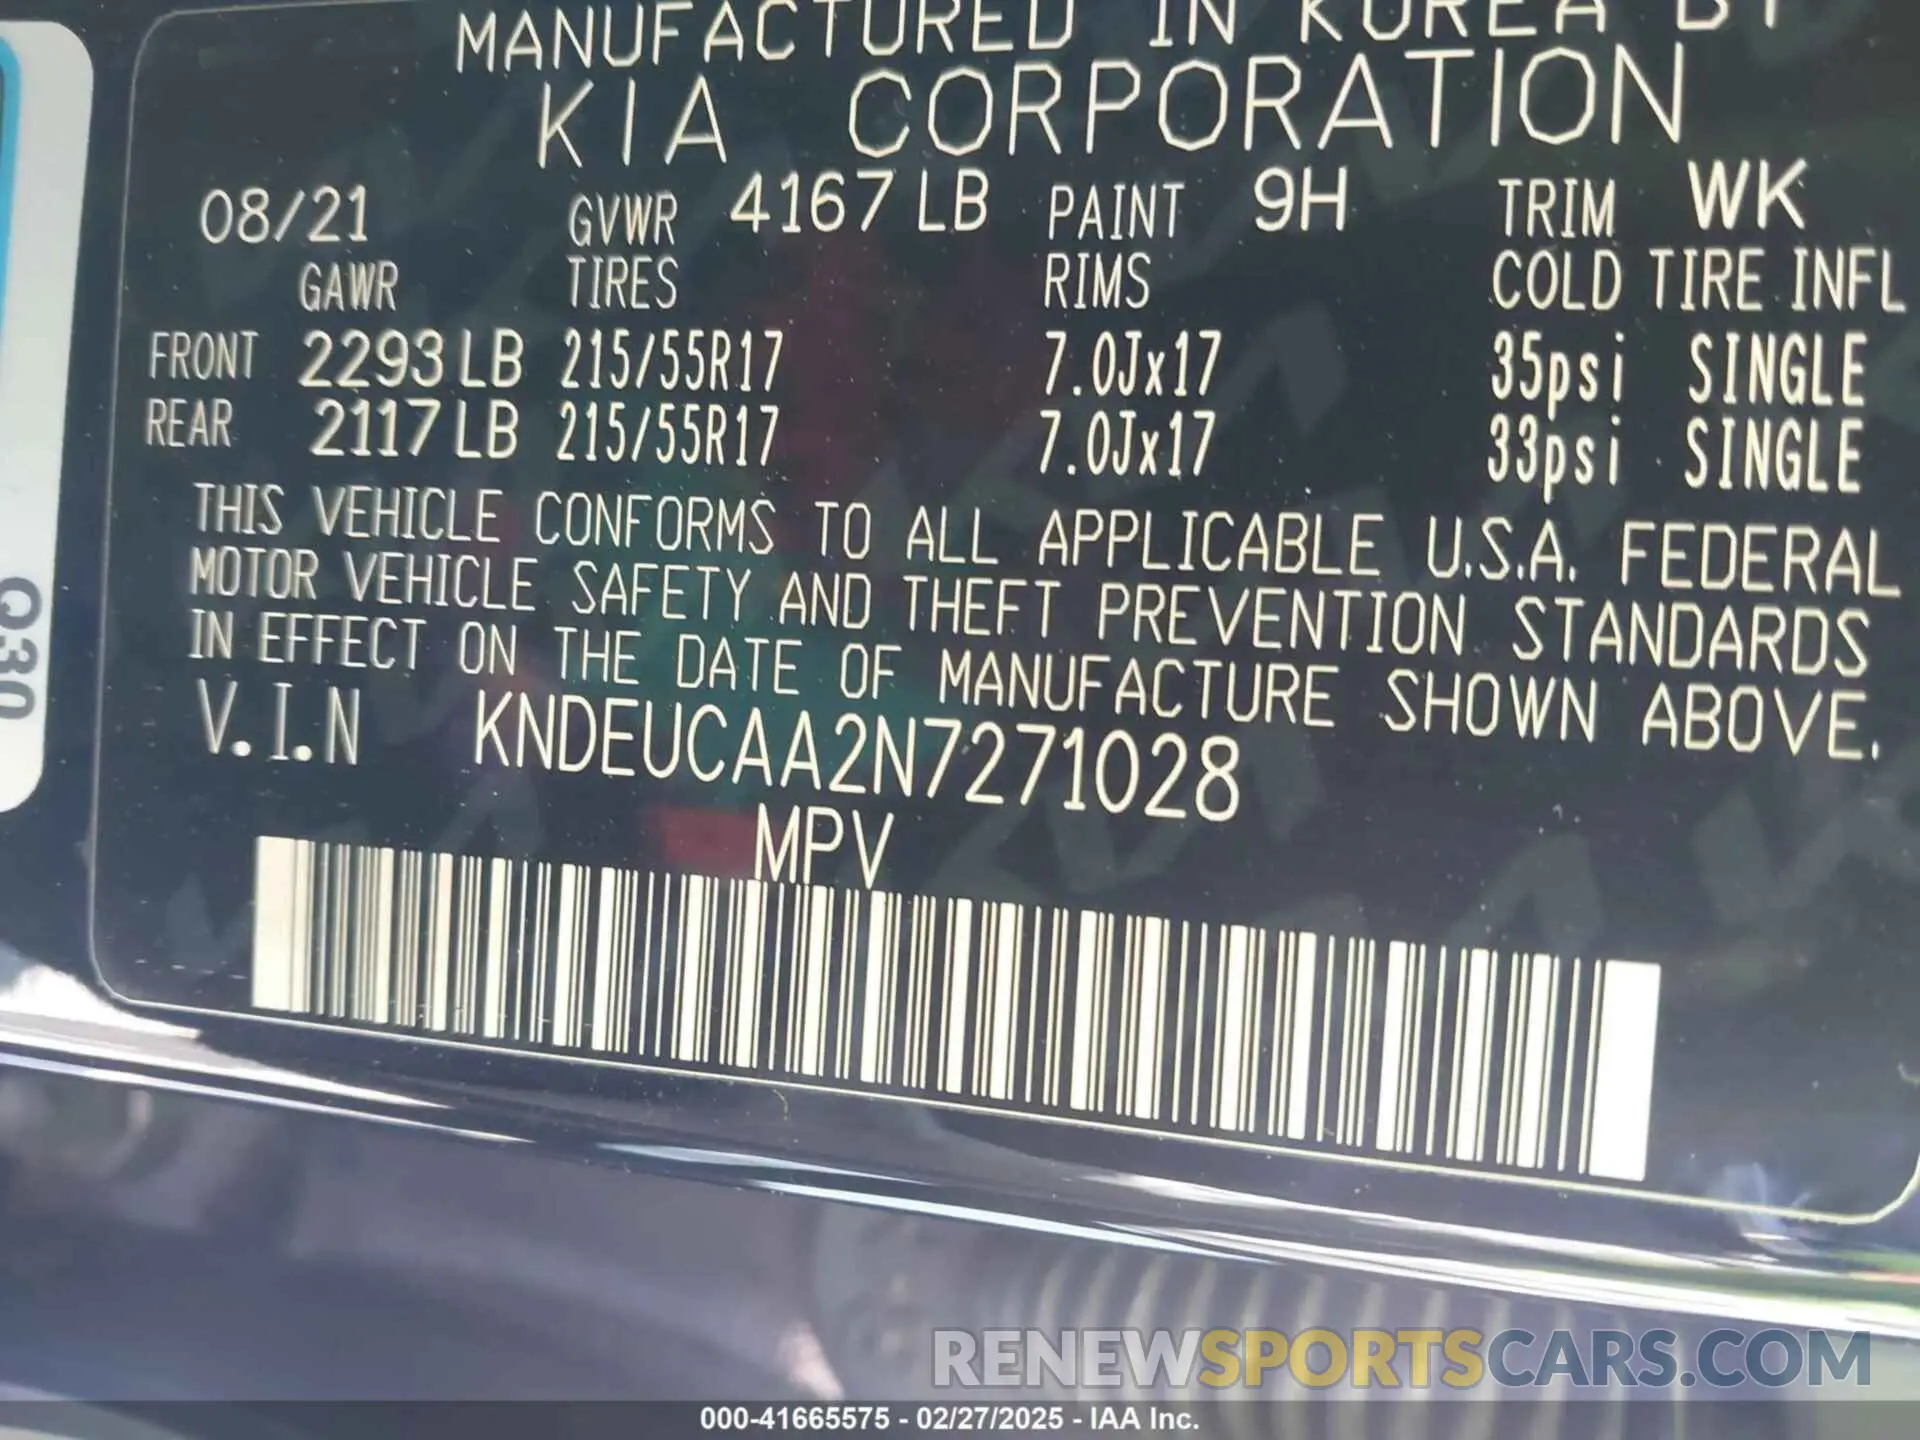 MANUFACTURED IN KOREA BY
KIA CORPORATION
08/21 GVWR 4167 LB PAINT 9H TRIM WK
GAWR TIRES RIMS COLD TIRE INFL
FRONT 2293 LB 215/55R17 7.0Jx17 35psi SINGLE
REAR 2117 LB 215/55R17 7.0Jx17 33psi SINGLE
THIS VEHICLE CONFORMS TO ALL APPLICABLE U.S.A. FEDERAL
MOTOR VEHICLE SAFETY AND THEFT PREVENTION STANDARDS
IN EFFECT ON THE DATE OF MANUFACTURE SHOWN ABOVE.
V.I.N KNDEUCAA2N7271028
MPV
Q30
RENEWSPORTSCARS.COM
000-41665575 - 02/27/2025 - IAA Inc.